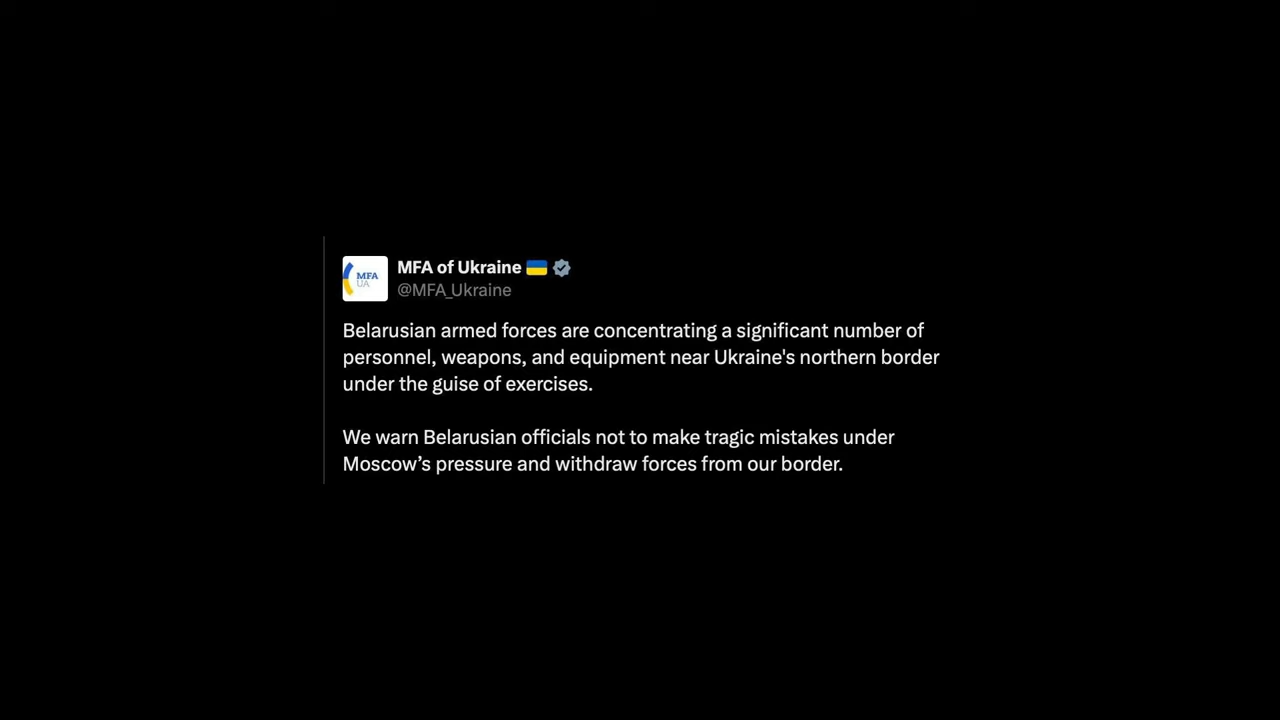 MFA
UA
MFA of Ukraine 🇺🇦
@MFA_Ukraine
Belarusian armed forces are concentrating a significant number of
personnel, weapons, and equipment near Ukraine's northern border
under the guise of exercises.
We warn Belarusian officials not to make tragic mistakes under
Moscow’s pressure and withdraw forces from our border.